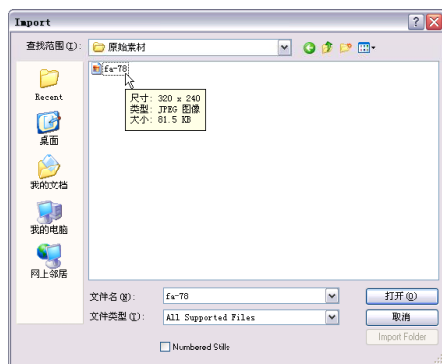 Import
查找范围(I):
原始素材
fa-78
尺寸: 320 x 240
类型: JPEG 图像
大小: 81.5 KB
Recent
桌面
我的文档
我的电脑
网上邻居
文件名(N):
fa-78
打开(O)
文件类型(T):
All Supported Files
取消
Numbered Stills
Import Folder